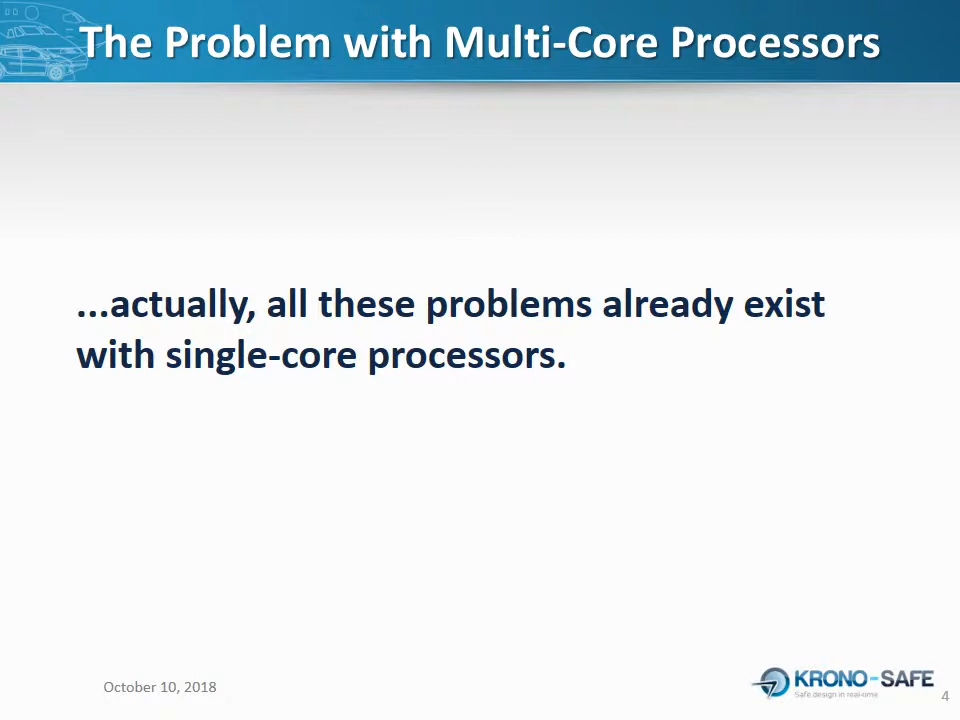 The Problem with Multi-Core Processors
...actually, all these problems already exist
with single-core processors.
October 10, 2018
KRONO-SAFE
Safe design in real-time
4